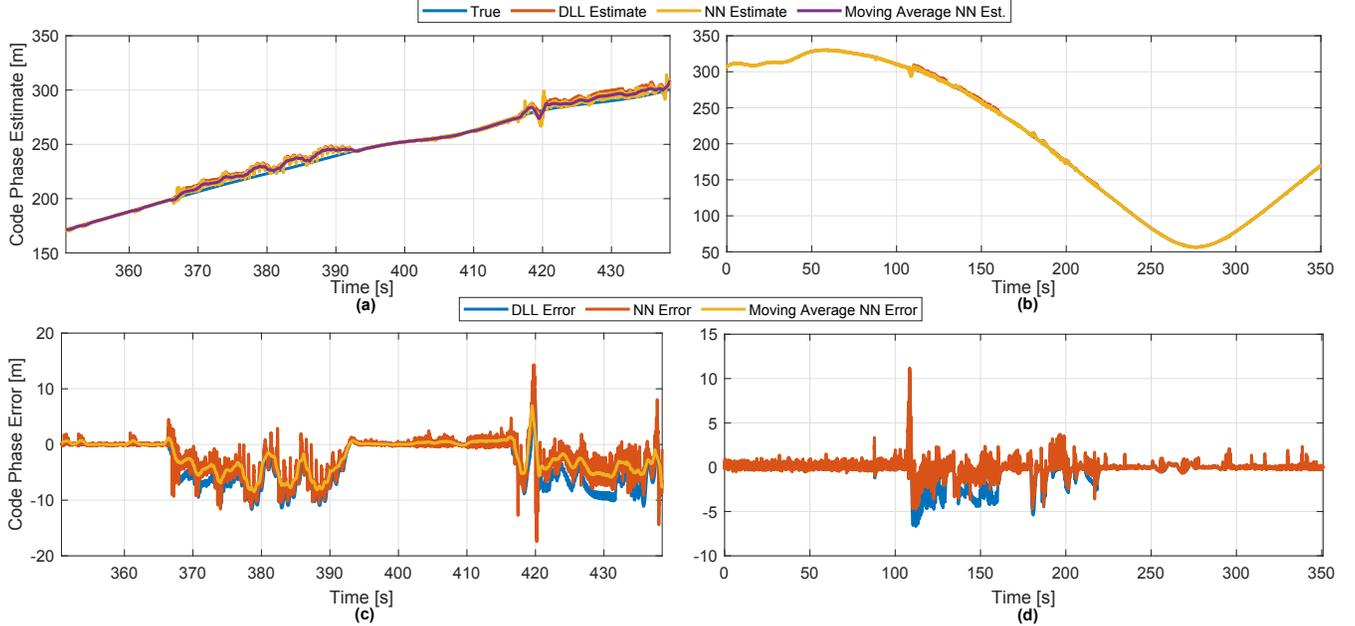 True DLL Estimate NN Estimate Moving Average NN Est.
Code Phase Estimate [m]
350
300
250
200
150
360 370 380 390 400 410 420 430
Time [s]
(a)
350
300
250
200
150
100
50
0 50 100 150 200 250 300 350
Time [s]
(b)
DLL Error NN Error Moving Average NN Error
Code Phase Error [m]
20
10
0
-10
-20
360 370 380 390 400 410 420 430
Time [s]
(c)
15
10
5
0
-5
-10
0 50 100 150 200 250 300 350
Time [s]
(d)